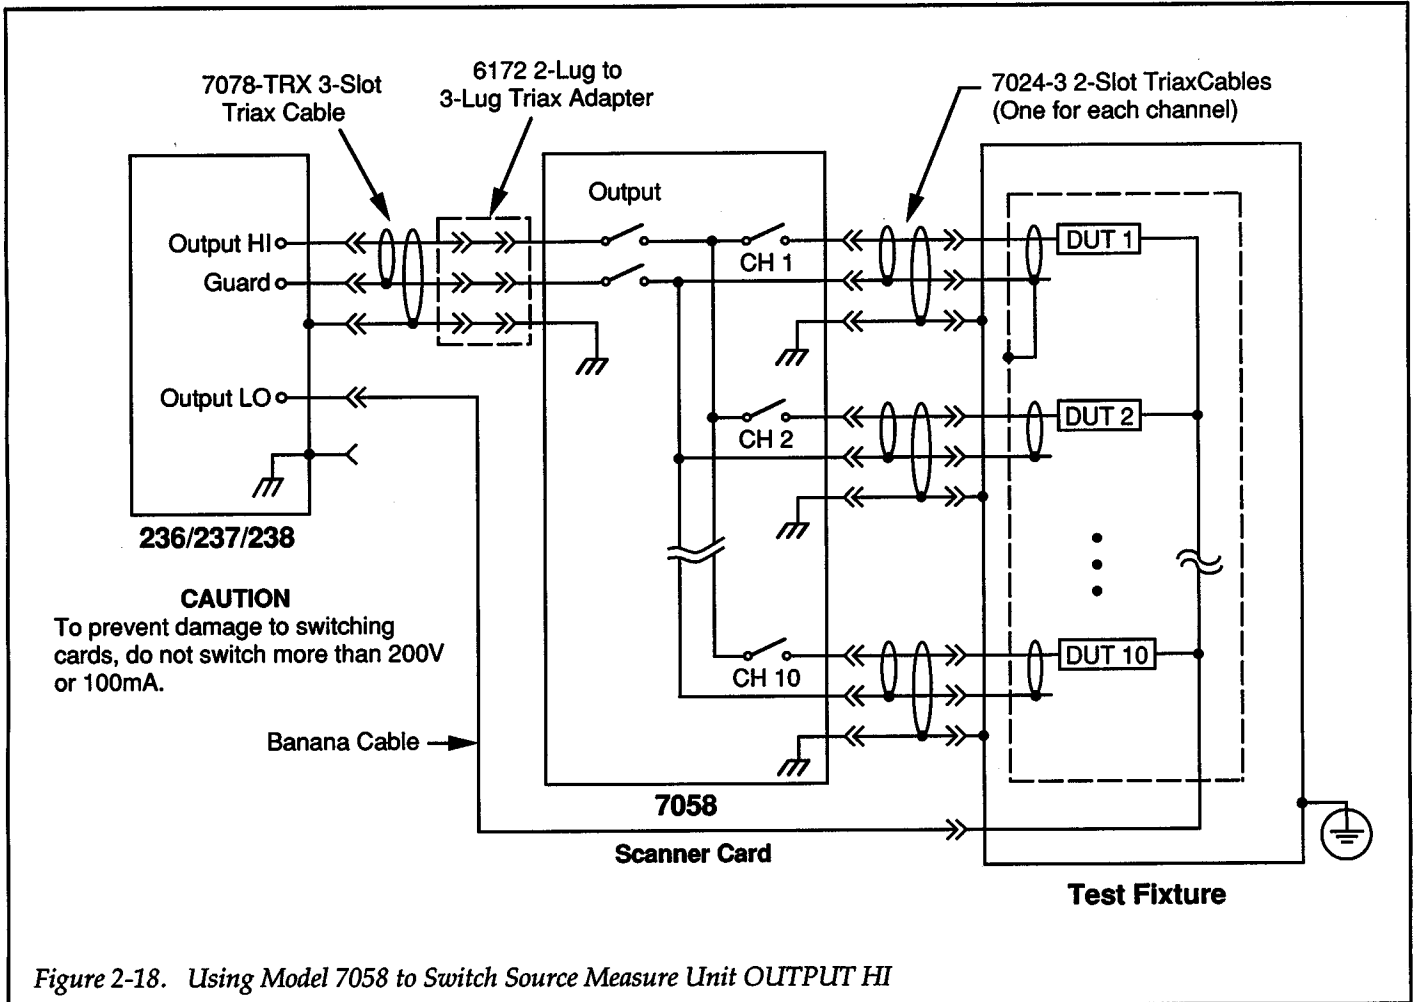 7078-TRX 3-Slot
Triax Cable
6172 2-Lug to
3-Lug Triax Adapter
7024-3 2-Slot TriaxCables
(One for each channel)
Output HI
Guard
Output LO
236/237/238
Output
CH 1
CH 2
CH 10
DUT 1
DUT 2
DUT 10
CAUTION
To prevent damage to switching
cards, do not switch more than 200V
or 100mA.
Banana Cable
7058
Scanner Card
Test Fixture
Figure 2-18. Using Model 7058 to Switch Source Measure Unit OUTPUT HI